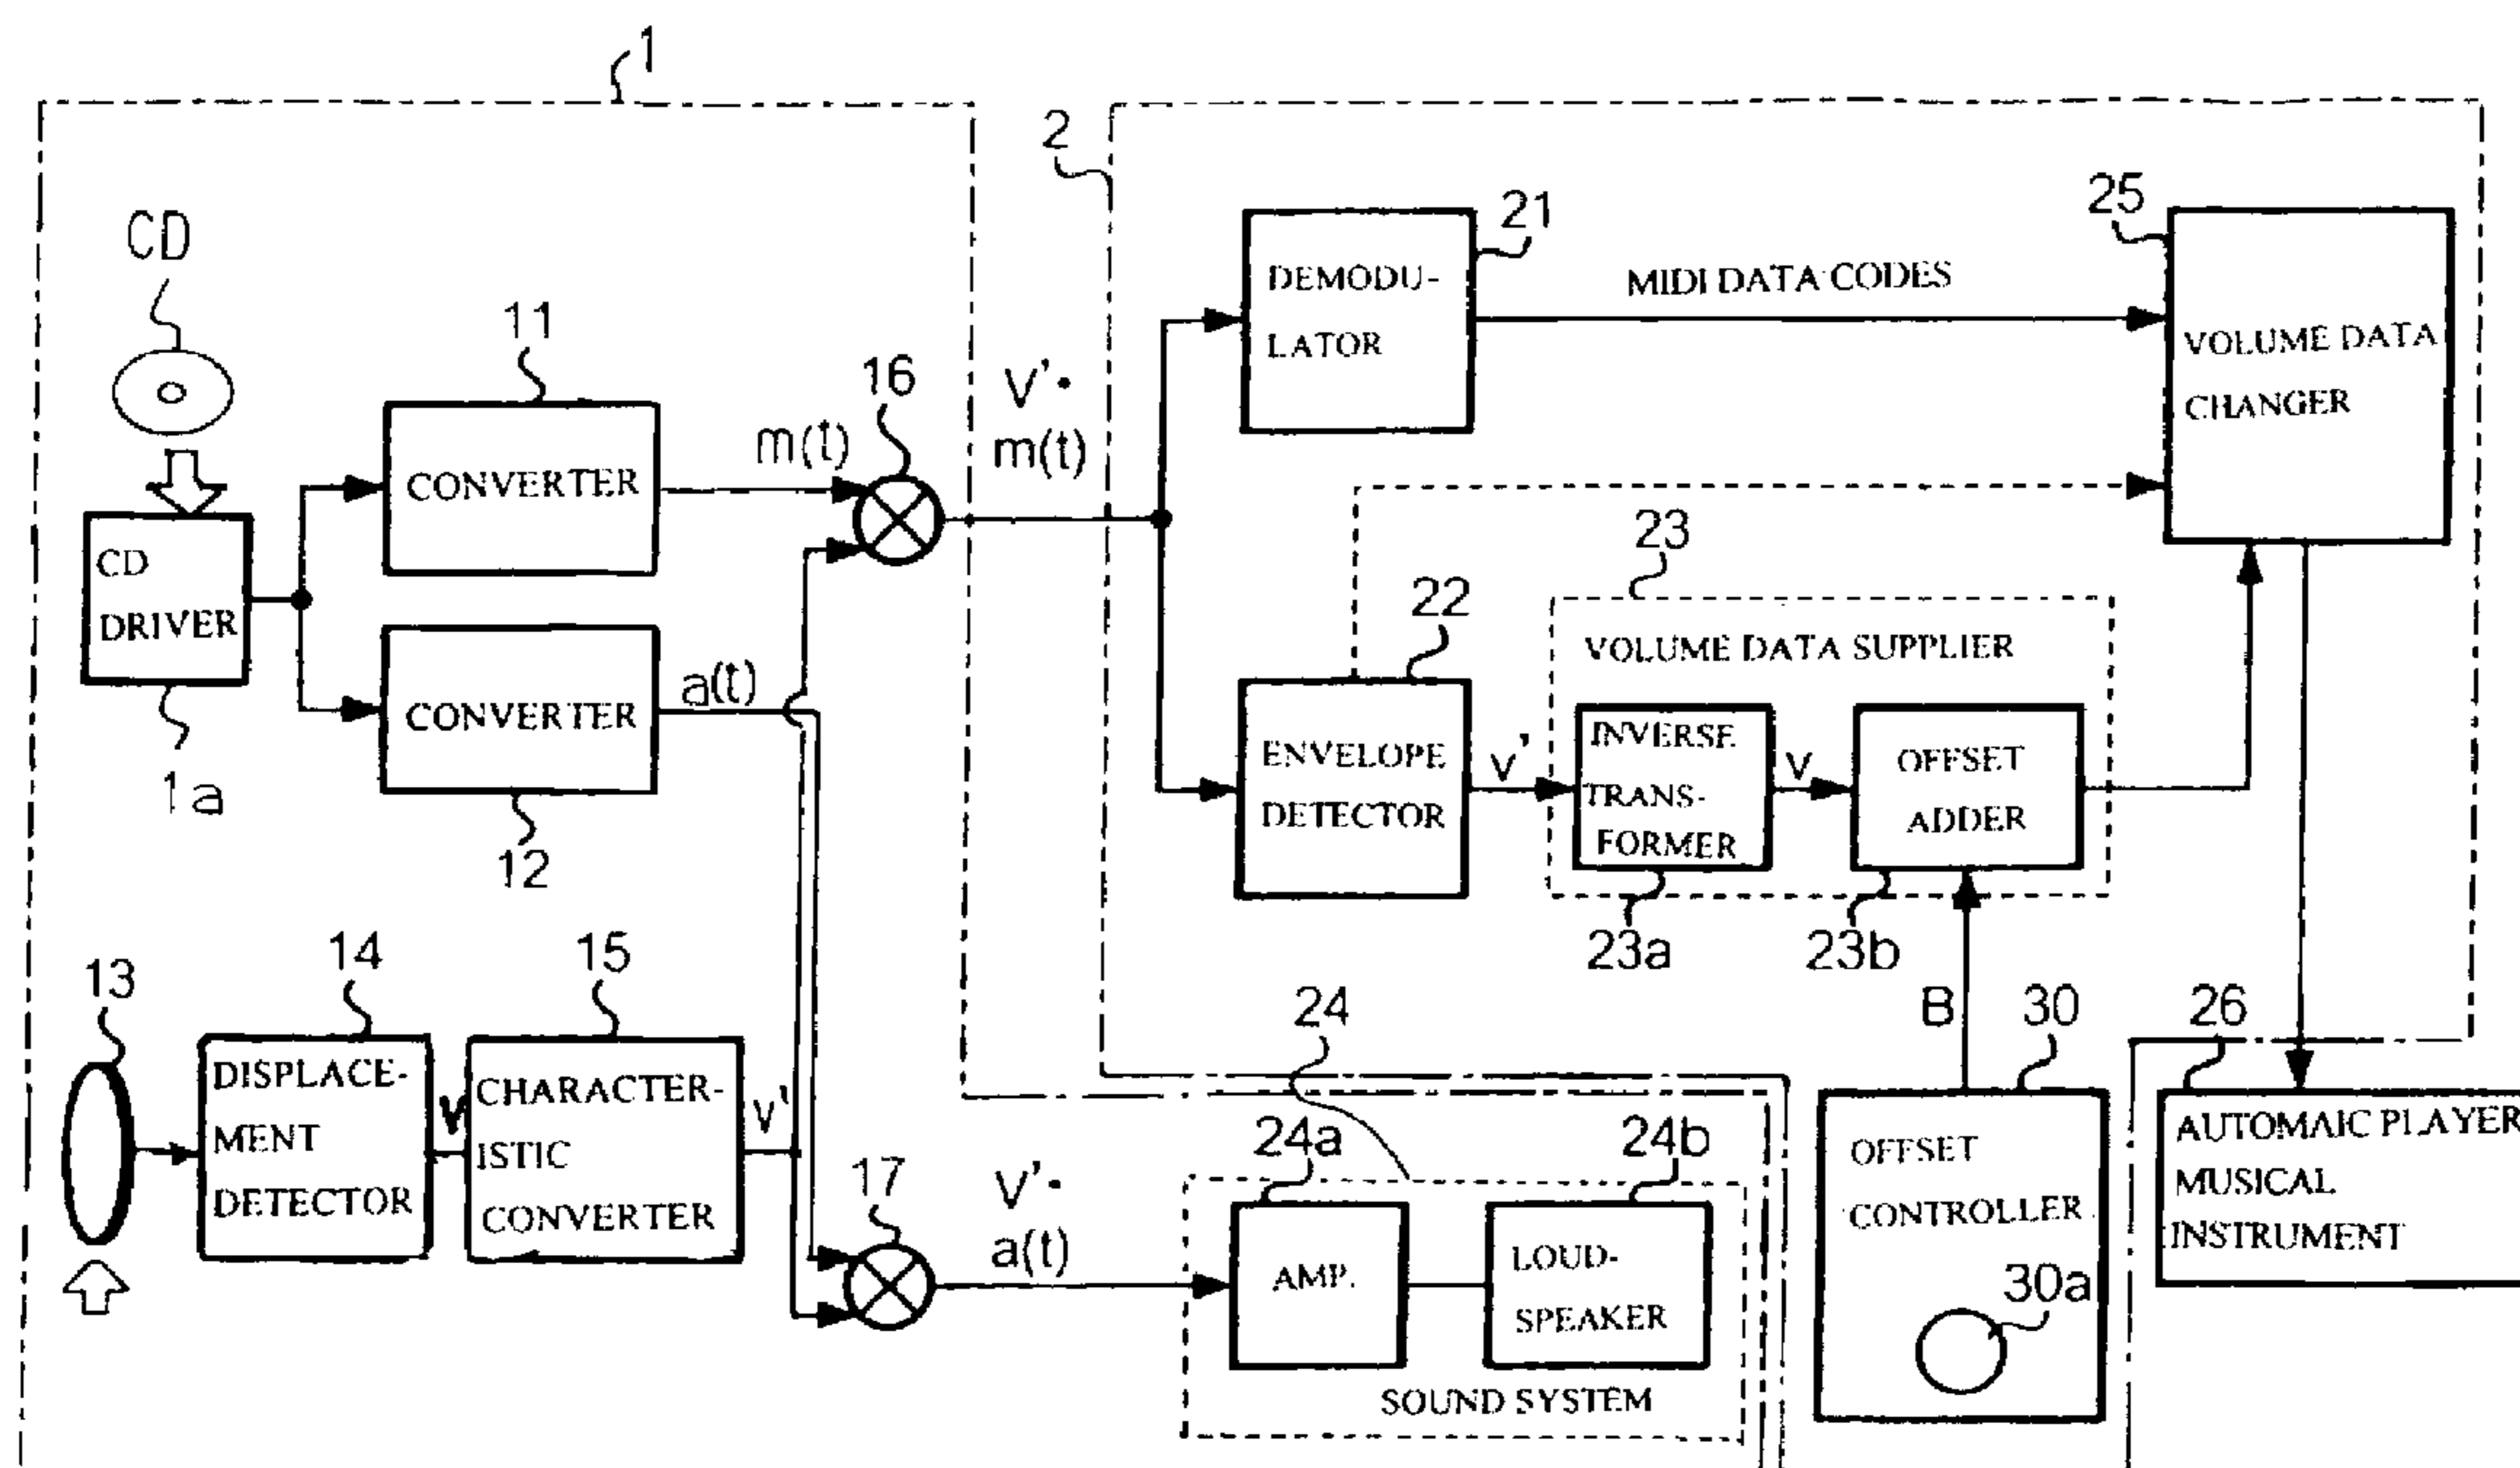 1
2
CD
21
25
DEMODU-
LATOR
MIDI DATA CODES
VOLUME DATA
CHANGER
11
16
m(t)
V'•
m(t)
CONVERTER
CD
DRIVER
1a
CONVERTER
a(t)
12
23
22
VOLUME DATA SUPPLIER
ENVELOPE
DETECTOR
V'
INVERSE
TRANS-
FORMER
V
OFFSET
ADDER
23a
23b
13
14
15
DISPLACE-
MENT
DETECTOR
V
CHARACTER-
ISTIC
CONVERTER
V'
17
V'•
a(t)
24
24a
24b
AMP.
LOUD-
SPEAKER
SOUND SYSTEM
B
30
OFFSET
CONTROLLER
30a
26
AUTOMAIC PLAYER
MUSICAL
INSTRUMENT